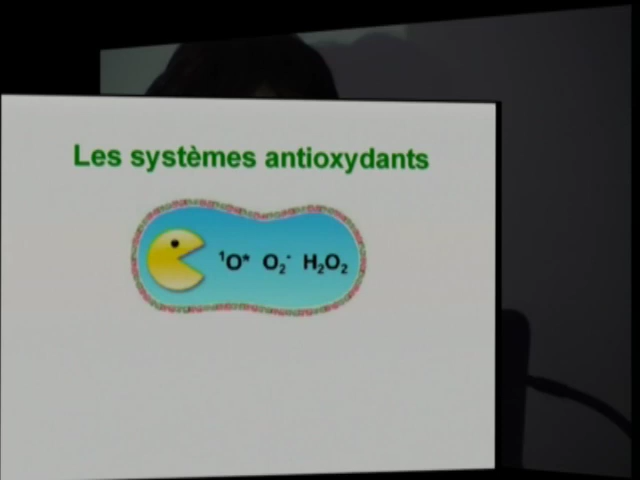 Les systèmes antioxydants
¹O* O₂⁻ H₂O₂